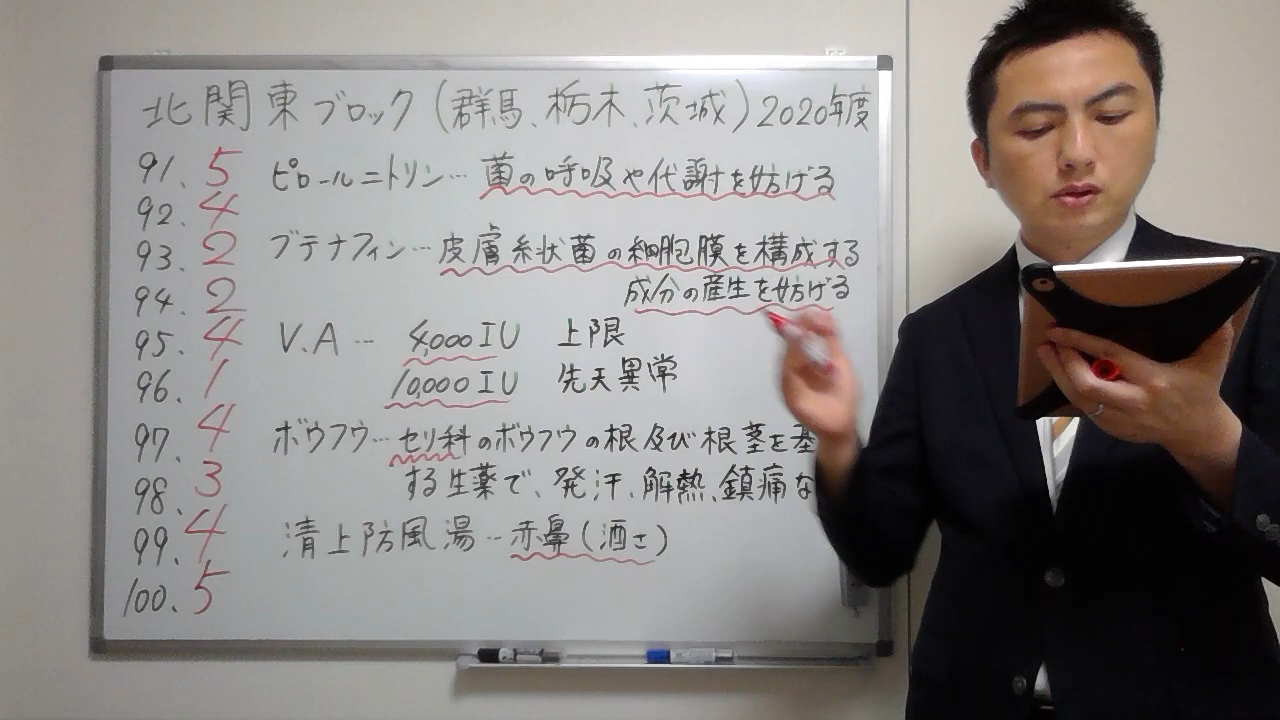 北関東ブロック(群馬、栃木、茨城)2020年度
91. 5 ピロールニトリン… 菌の呼吸や代謝を妨げる
92. 4
93. 2 ブテナフィン… 皮膚糸状菌の細胞膜を構成する
94. 2 成分の産生を妨げる
95. 4 V.A … 4,000IU 上限
96. 1 10,000IU 先天異常
97. 4 ボウフウ… セリ科のボウフウの根及び根茎を基
98. 3 する生薬で、発汗、解熱、鎮痛な
99. 4 清上防風湯… 赤鼻(酒さ)
100. 5